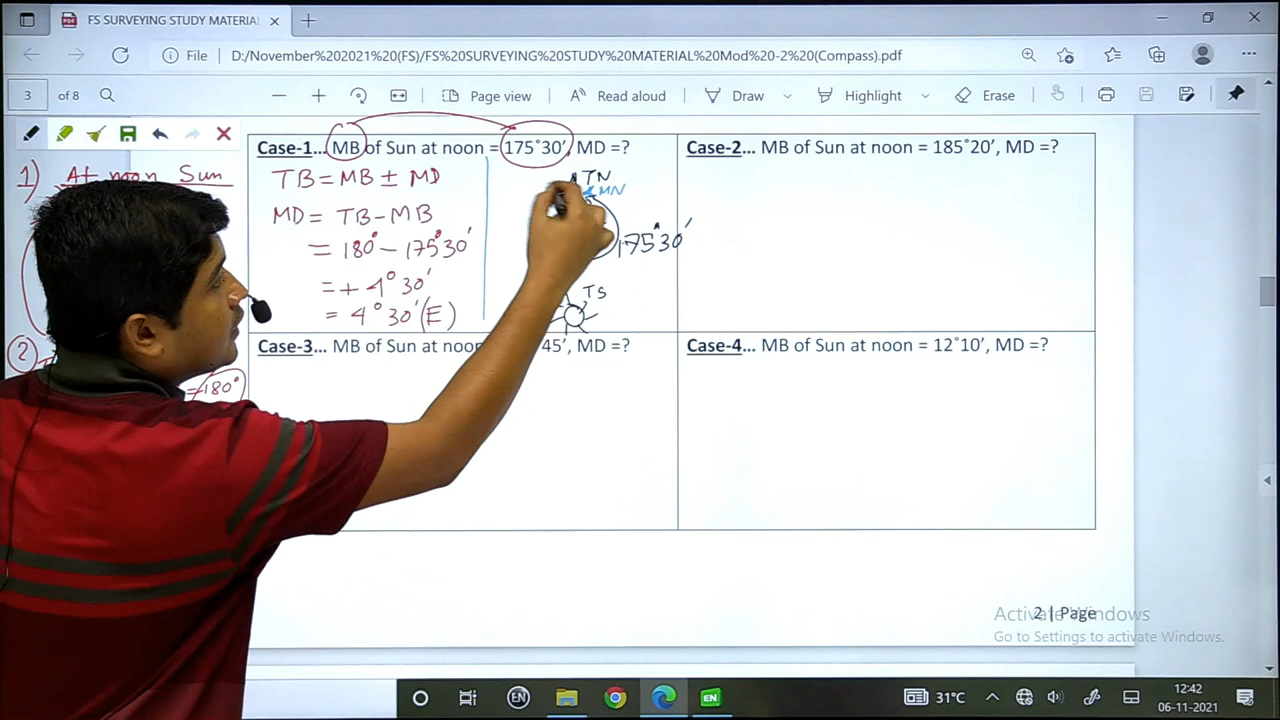 FS SURVEYING STUDY MATERIAL
File
D:/November%202021%20(FS)/FS%20SURVEYING%20STUDY%20MATERIAL%20Mod%20-2%20(Compass).pdf
3 of 8
Page view
Read aloud
Draw
Highlight
Erase
1) At noon Sun
2
=180°
Case-1... MB of Sun at noon = 175˚30’, MD =?
TB = MB ± MD
MD = TB - MB
= 180° - 175°30'
= + 4° 30'
= 4° 30' (E)
TN
MN
175°30'
TS
Case-2... MB of Sun at noon = 185˚20’, MD =?
Case-3... MB of Sun at noon 45’, MD =?
Case-4... MB of Sun at noon = 12˚10’, MD =?
2 | Page
Activate Windows
Go to Settings to activate Windows.
EN
EN
31°C
12:42
06-11-2021